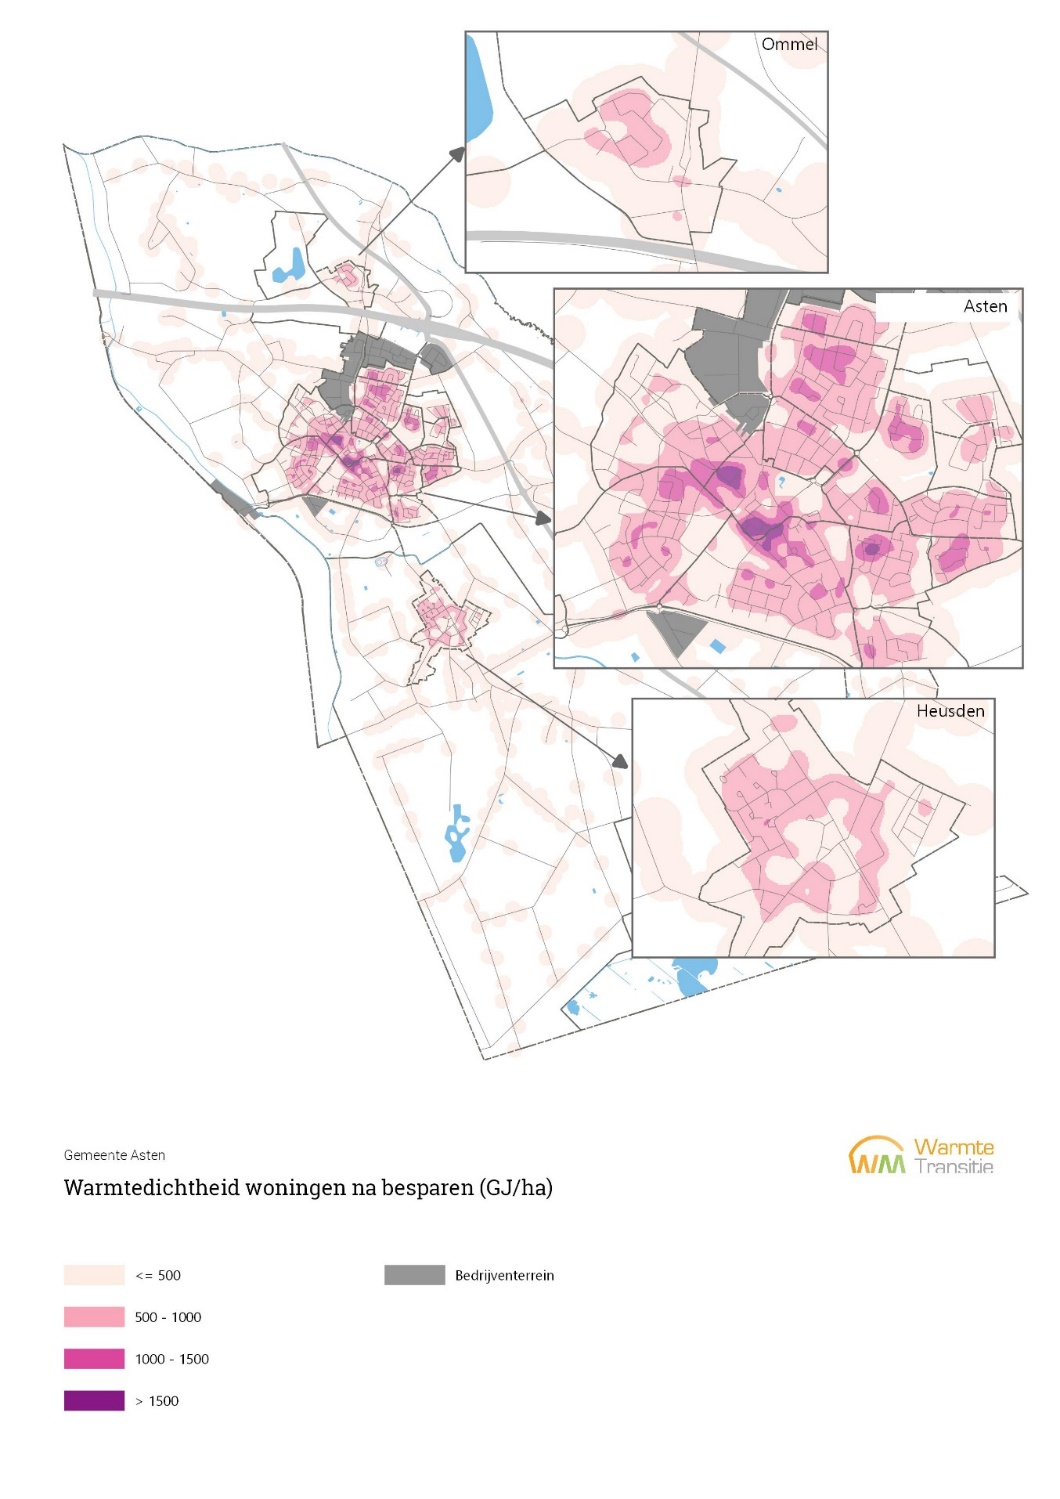 Ommel
Asten
Heusden
Gemeente Asten
Warmtedichtheid woningen na besparen (GJ/ha)
WM Warmte
Transitie
<= 500
500 - 1000
1000 - 1500
> 1500
Bedrijventerrein